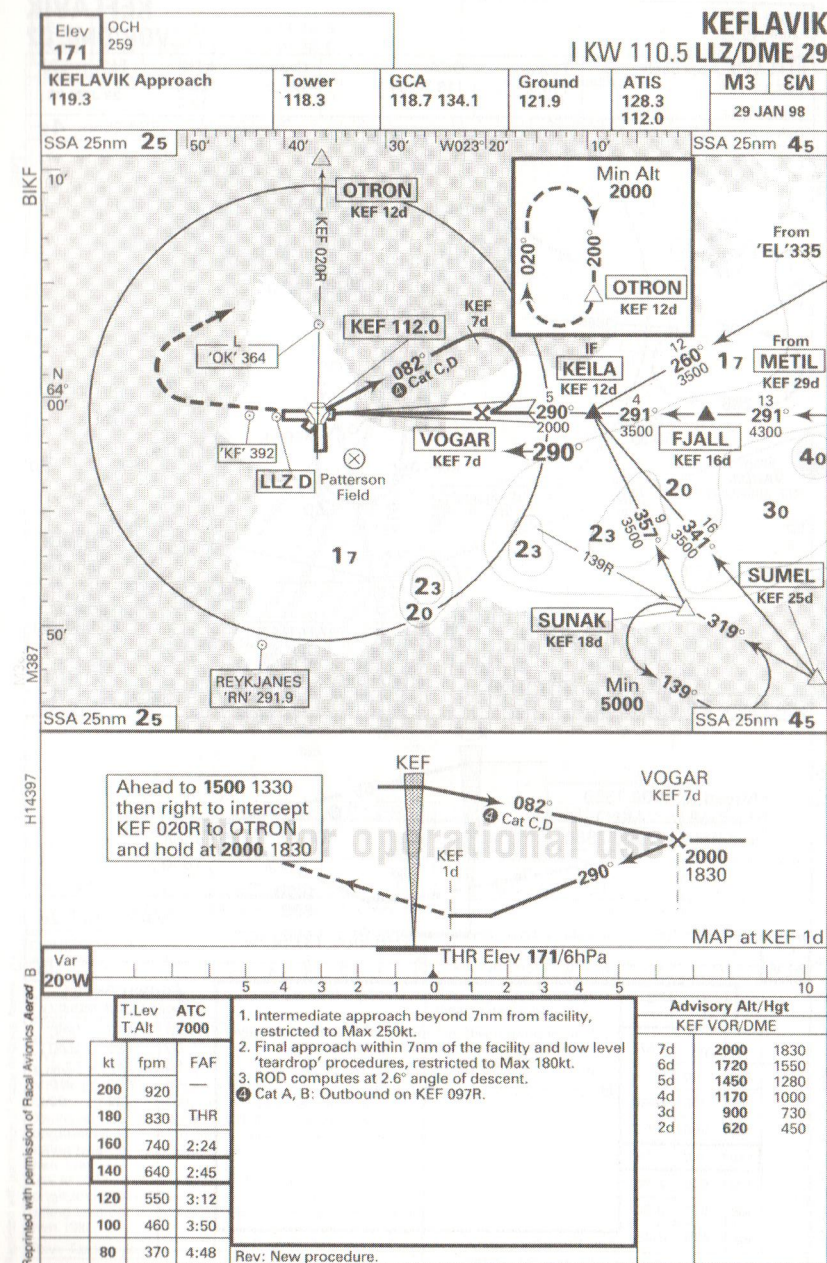 Elev
171
OCH
259
KEFLAVIK
I KW 110.5 LLZ/DME 29
KEFLAVIK Approach
119.3
Tower
118.3
GCA
118.7 134.1
Ground
121.9
ATIS
128.3
112.0
M3
29 JAN 98
SSA 25nm 25
50'
40'
30'
W023° 20'
10'
SSA 25nm 45
BIKF
10'
OTRON
KEF 12d
KEF 020R
Min Alt
2000
020°
200°
OTRON
KEF 12d
From
'EL'335
L
'OK' 364
KEF 112.0
KEF
7d
082°
4 Cat C,D
IF
KEILA
KEF 12d
12
260°
3500
17
From
METIL
KEF 29d
N
64°
00'
5
290°
2000
4
291°
3500
13
291°
4300
'KF' 392
VOGAR
KEF 7d
290°
FJALL
KEF 16d
40
LLZ D
Patterson
Field
20
30
17
23
23
139R
9
357°
3500
16
341°
3500
23
20
SUMEL
KEF 25d
SUNAK
KEF 18d
319°
50'
M387
REYKJANES
'RN' 291.9
Min
5000
139°
SSA 25nm 25
SSA 25nm 45
H14397
KEF
VOGAR
KEF 7d
Ahead to 1500 1330
then right to intercept
KEF 020R to OTRON
and hold at 2000 1830
082°
4 Cat C,D
Not for operational use
KEF
1d
290°
2000
1830
MAP at KEF 1d
Var
20°W
THR Elev 171/6hPa
5 4 3 2 1 0 1 2 3 4 5 10
T.Lev ATC
T.Alt 7000
kt fpm FAF
200 920 —
180 830 THR
160 740 2:24
140 640 2:45
120 550 3:12
100 460 3:50
80 370 4:48
1. Intermediate approach beyond 7nm from facility,
restricted to Max 250kt.
2. Final approach within 7nm of the facility and low level
'teardrop' procedures, restricted to Max 180kt.
3. ROD computes at 2.6° angle of descent.
4 Cat A, B: Outbound on KEF 097R.
Rev: New procedure.
Advisory Alt/Hgt
KEF VOR/DME
7d 2000 1830
6d 1720 1550
5d 1450 1280
4d 1170 1000
3d 900 730
2d 620 450
Reprinted with permission of Racal Avionics Aerad B